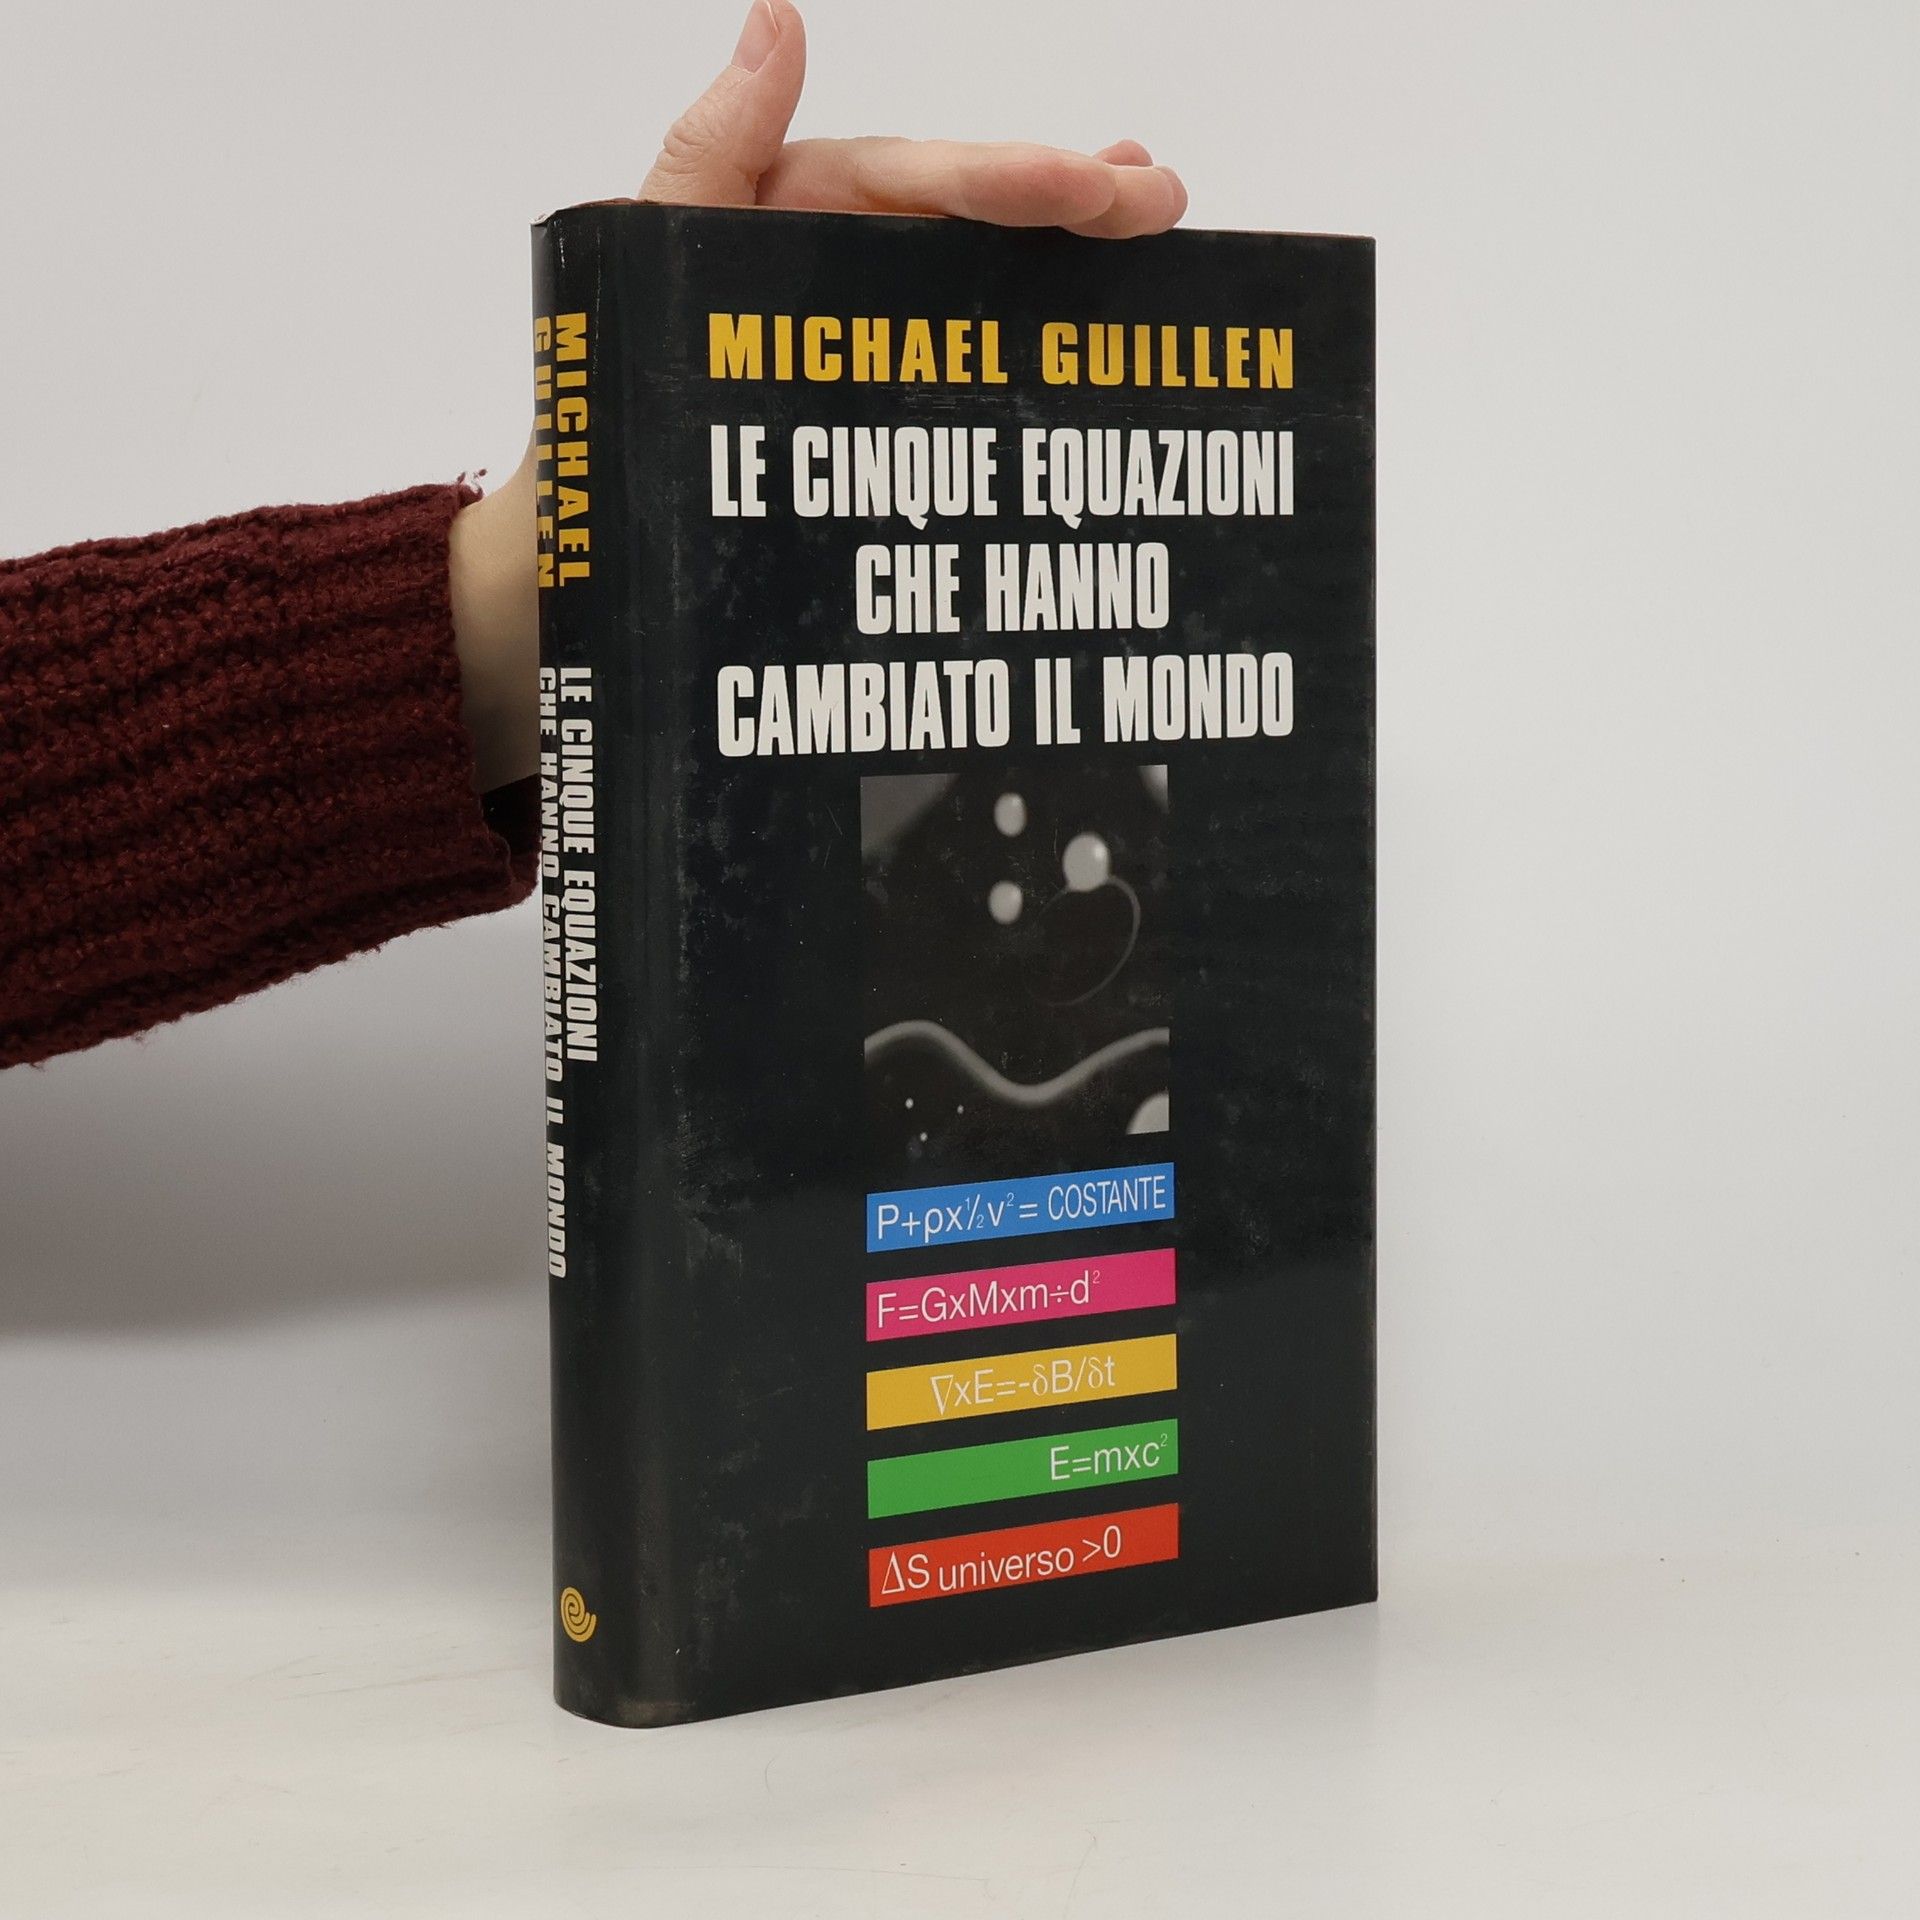 MICHAEL GUILLEN
LE CINQUE EQUAZIONI
CHE HANNO
CAMBIATO IL MONDO
P+ρx½v²= COSTANTE
F=GxMxm÷d²
∇xE=-δB/δt
E=mxc²
ΔS universo >0
MICHAEL
GUILLEN
LE CINQUE EQUAZIONI
CHE HANNO CAMBIATO IL MONDO